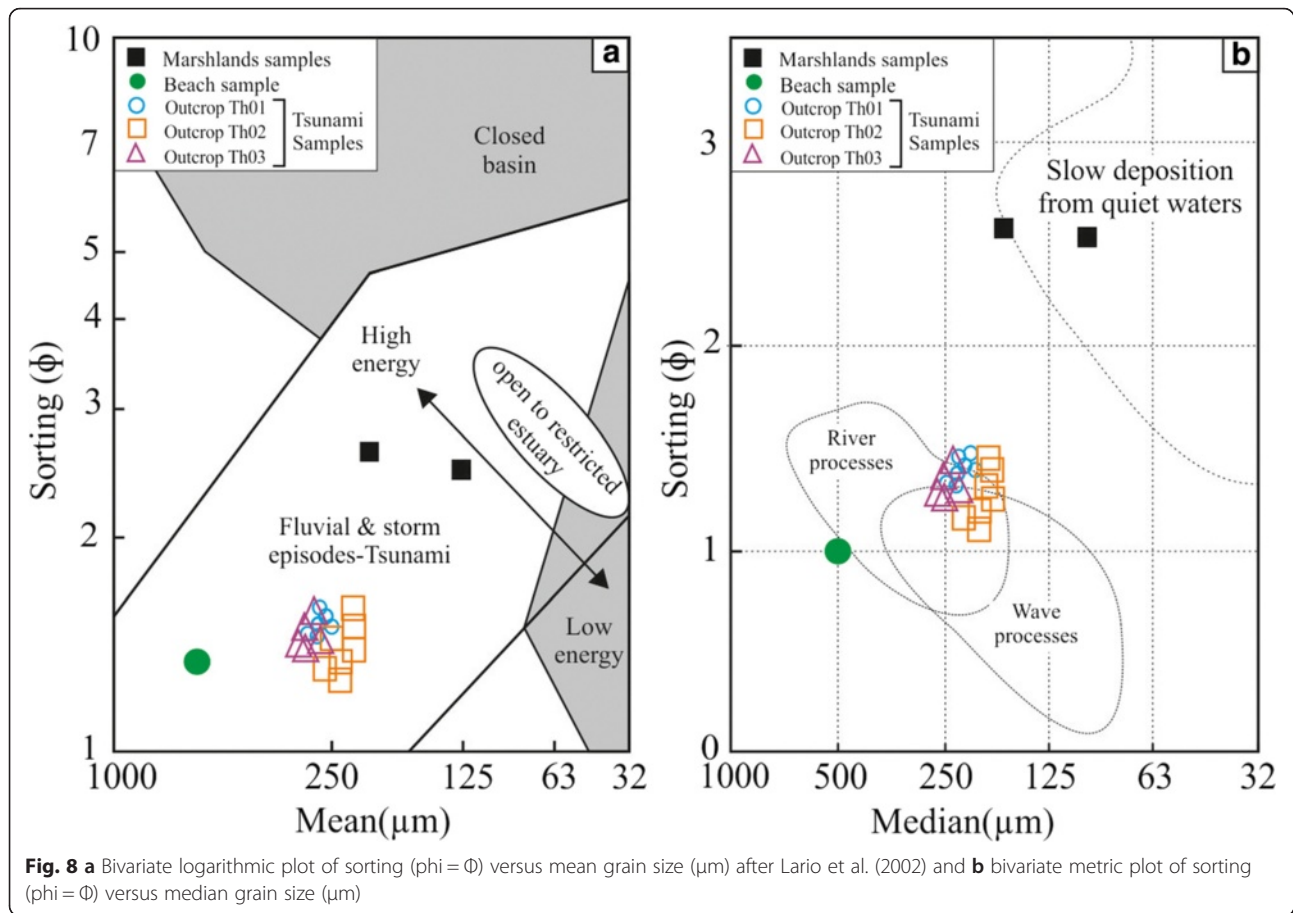 10
7
5
4
3
2
1
Sorting (ϕ)
1000
250
125
63
32
Mean(µm)
a
Marshlands samples
Beach sample
Outcrop Th01
Outcrop Th02
Outcrop Th03
Tsunami
Samples
Closed
basin
High
energy
open to restricted
estuary
Fluvial & storm
episodes-Tsunami
Low
energy
3
2
1
0
Sorting (ϕ)
1000
500
250
125
63
32
Median(µm)
b
Marshlands samples
Beach sample
Outcrop Th01
Outcrop Th02
Outcrop Th03
Tsunami
Samples
Slow deposition
from quiet waters
River
processes
Wave
processes
Fig. 8 a Bivariate logarithmic plot of sorting (phi = Φ) versus mean grain size (µm) after Lario et al. (2002) and b bivariate metric plot of sorting
(phi = Φ) versus median grain size (µm)